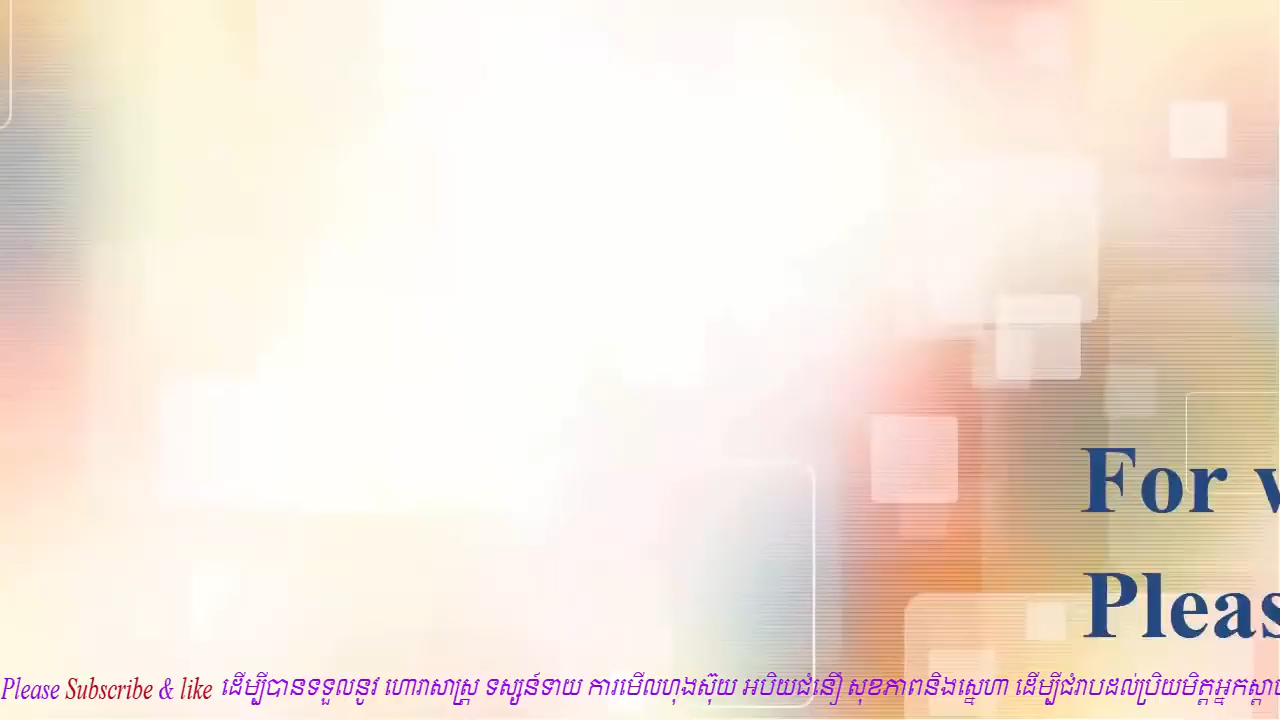 For
Pleas
Please Subscribe & like ដើម្បីបានទទួលនូវ ហោរាសាស្ត្រ ទស្សន៍ទាយ ការមើលហុងស៊ុយ អបិយជំនឿ សុខភាពនិងស្នេហា ដើម្បីជំរាបដល់ប្រិយមិត្តអ្នកស្តាប